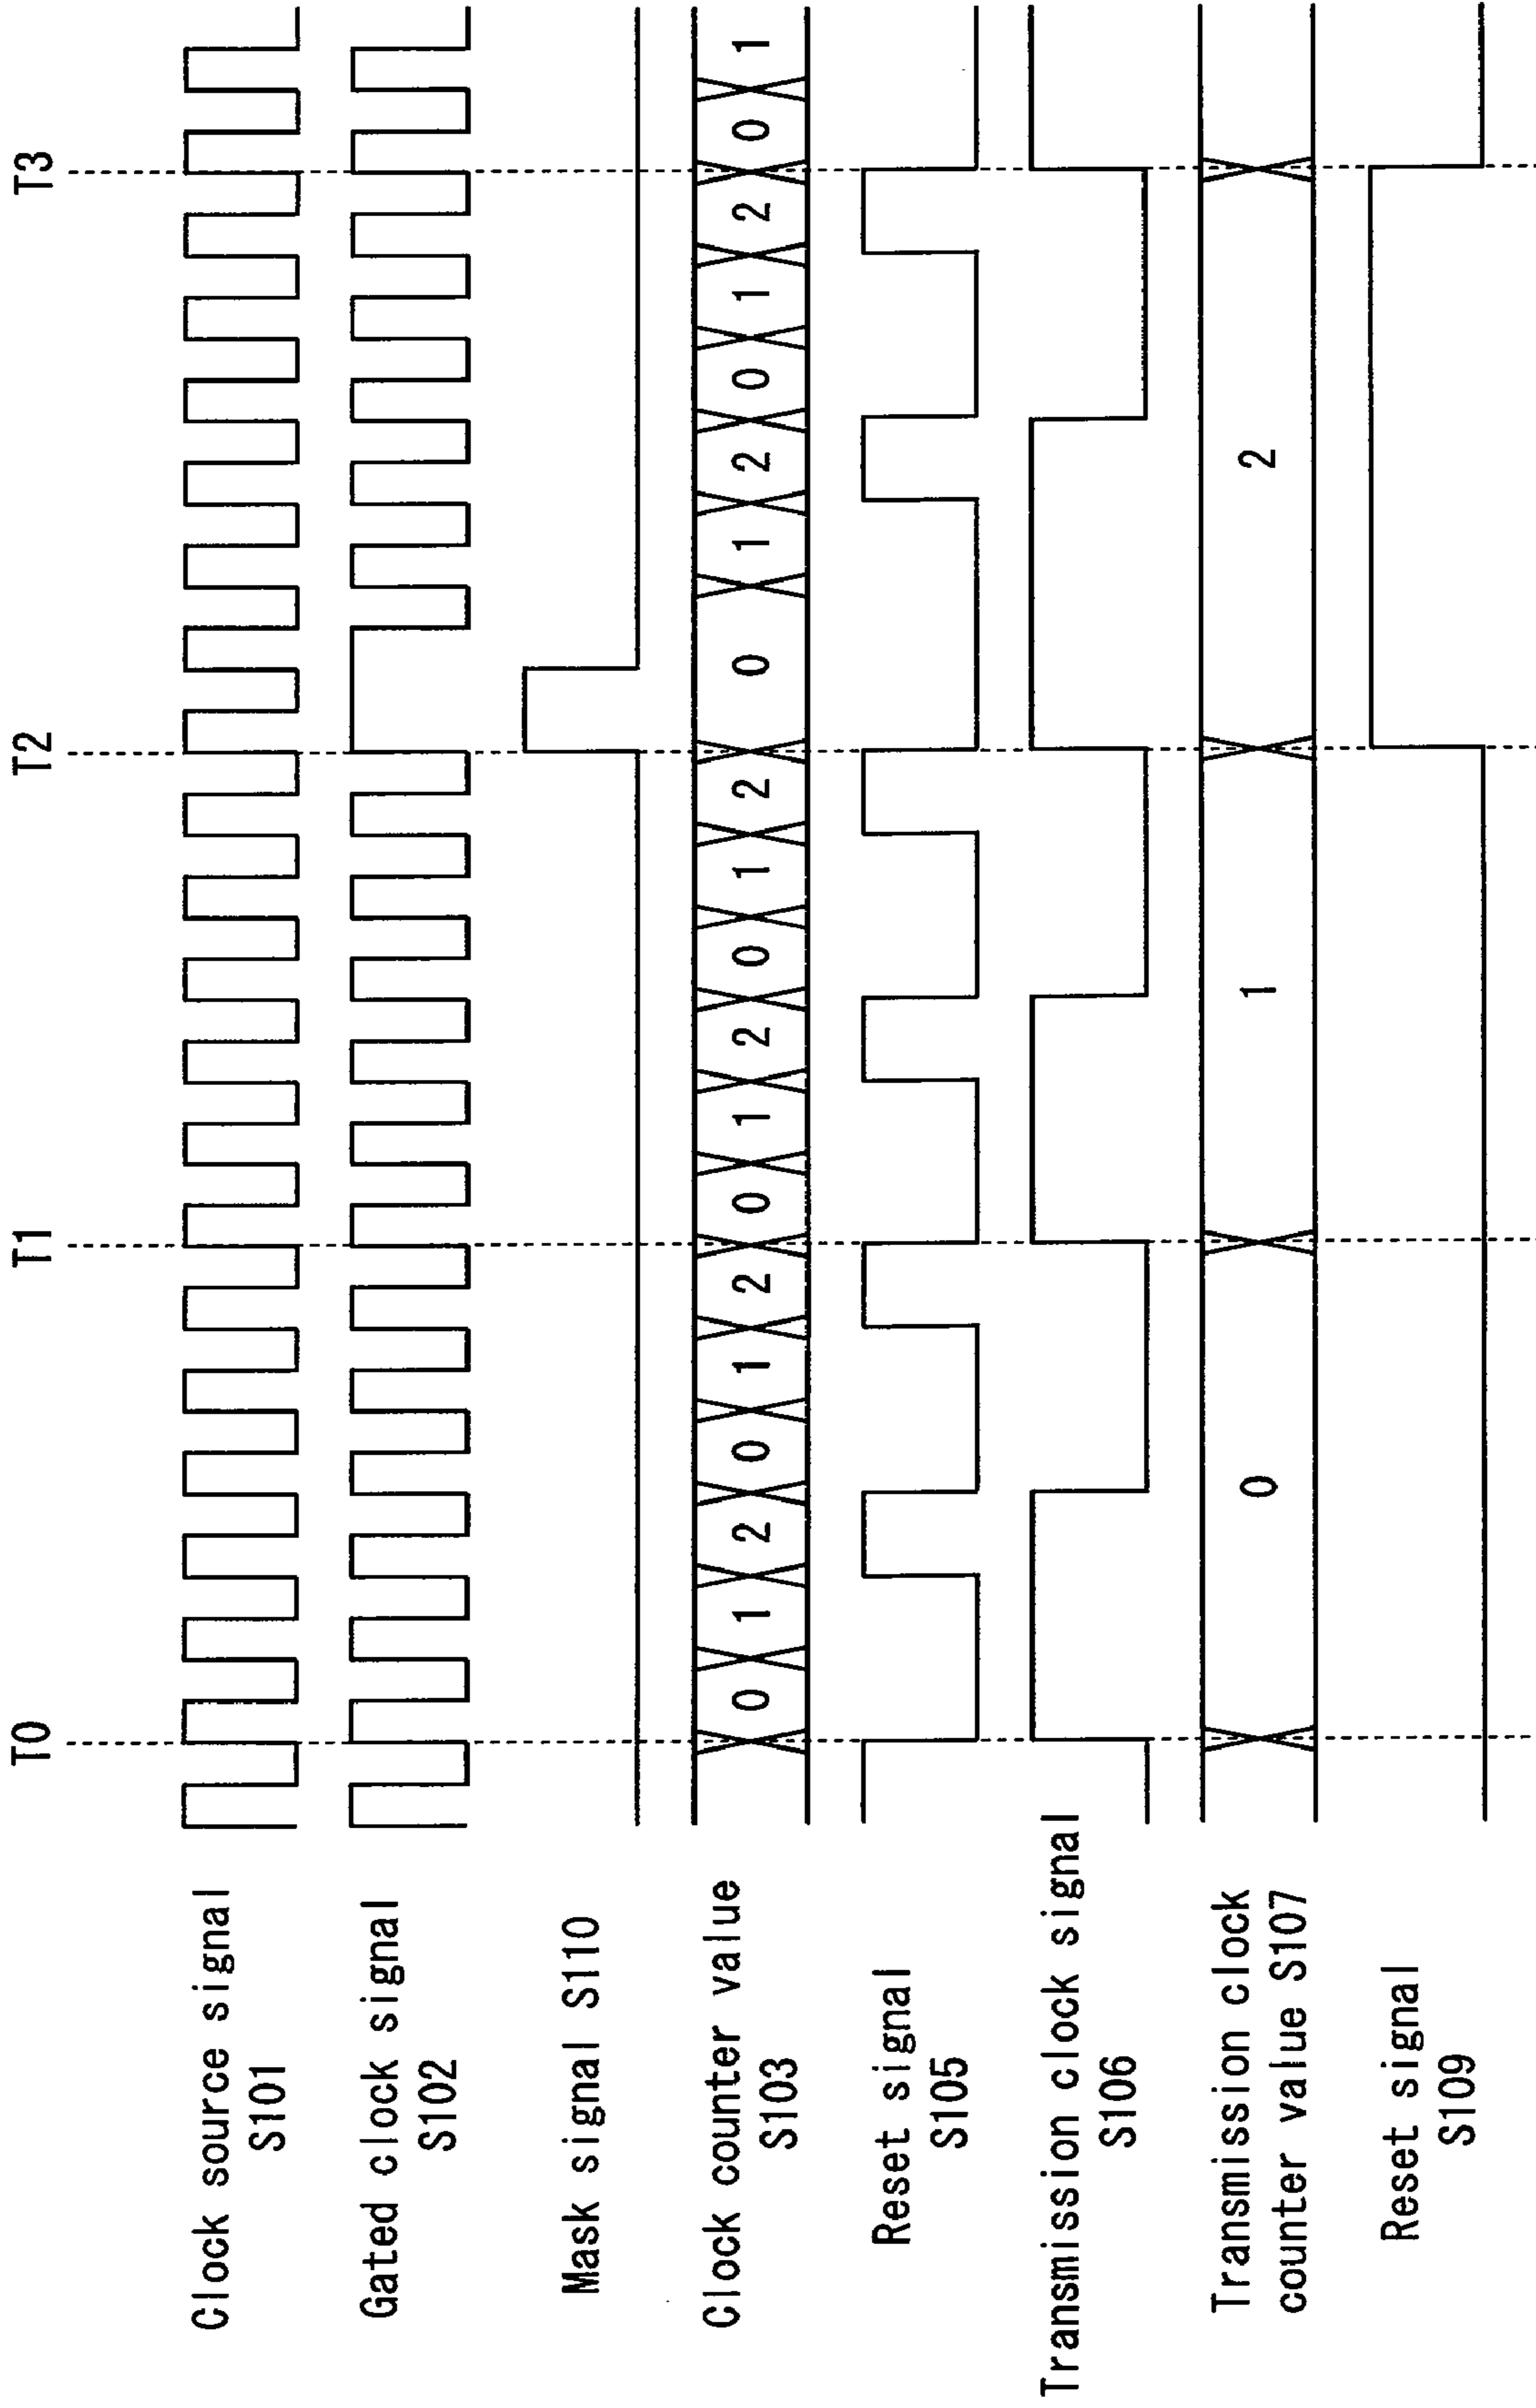 T0 T1 T2 T3
Clock source signal
S101
Gated clock signal
S102
Mask signal S110
Clock counter value
S103
0 1 2 0 1 2 0 1 2 0 1 2 0 1 2 0 1 2 0 1
Reset signal
S105
Transmission clock signal
S106
Transmission clock
counter value S107
0 1 2
Reset signal
S109